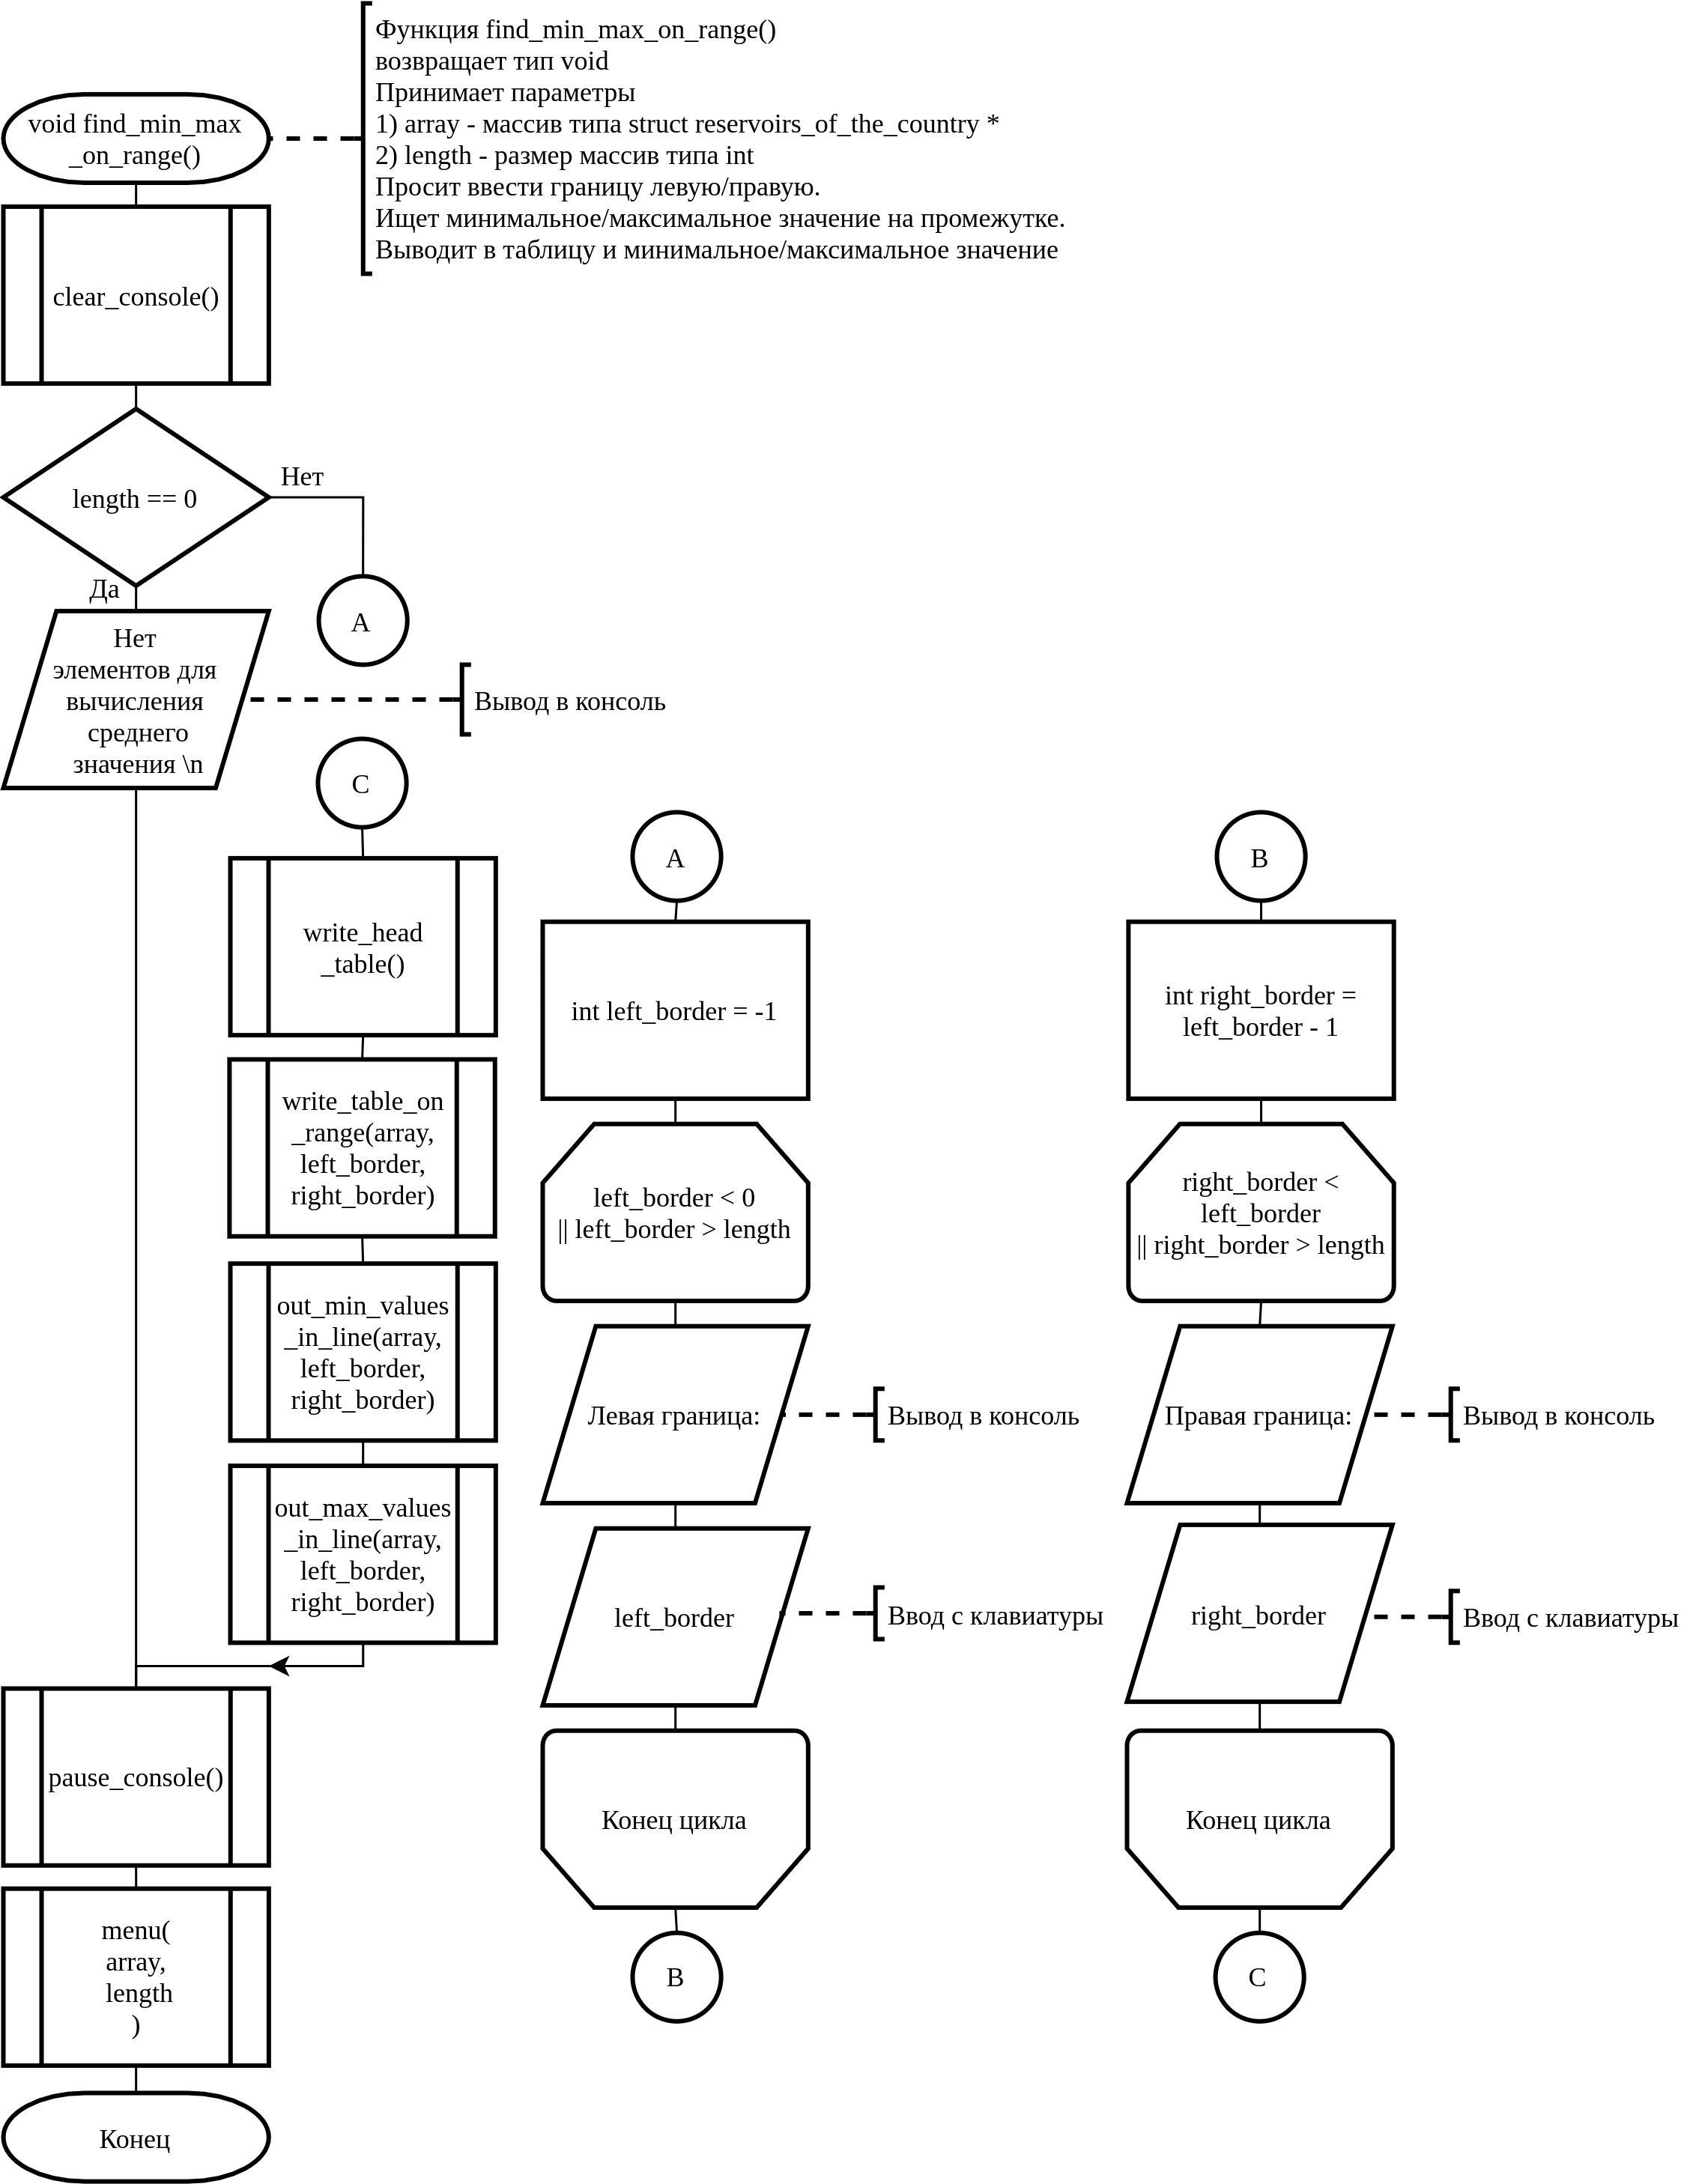 Функция find_min_max_on_range()
возвращает тип void
Принимает параметры
1) array - массив типа struct reservoirs_of_the_country *
2) length - размер массив типа int
Просит ввести границу левую/правую.
Ищет минимальное/максимальное значение на промежутке.
Выводит в таблицу и минимальное/максимальное значение
void find_min_max
_on_range()
clear_console()
length == 0
Нет
Да
A
Нет
элементов для
вычисления
среднего
значения \n
Вывод в консоль
C
write_head
_table()
write_table_on
_range(array,
left_border,
right_border)
out_min_values
_in_line(array,
left_border,
right_border)
out_max_values
_in_line(array,
left_border,
right_border)
pause_console()
menu(
array,
length
)
Конец
A
int left_border = -1
left_border < 0
|| left_border > length
Левая граница:
Вывод в консоль
left_border
Ввод с клавиатуры
Конец цикла
B
B
int right_border =
left_border - 1
right_border <
left_border
|| right_border > length
Правая граница:
Вывод в консоль
right_border
Ввод с клавиатуры
Конец цикла
C